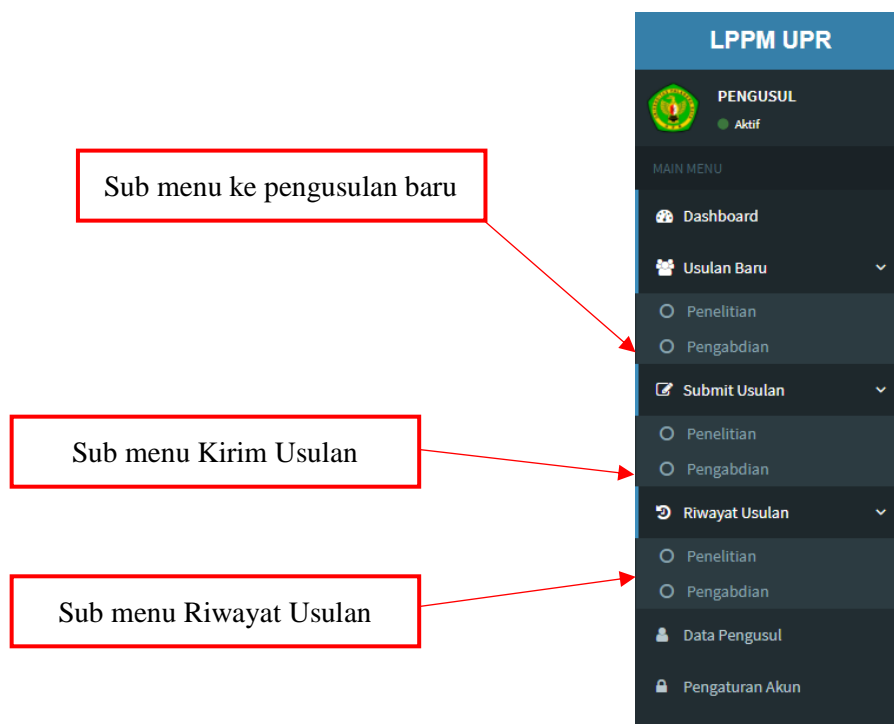 LPPM UPR
PENGUSUL
Aktif
MAIN MENU
Sub menu ke pengusulan baru
Dashboard
Usulan Baru
Penelitian
Pengabdian
Submit Usulan
Sub menu Kirim Usulan
Penelitian
Pengabdian
Riwayat Usulan
Penelitian
Pengabdian
Sub menu Riwayat Usulan
Data Pengusul
Pengaturan Akun